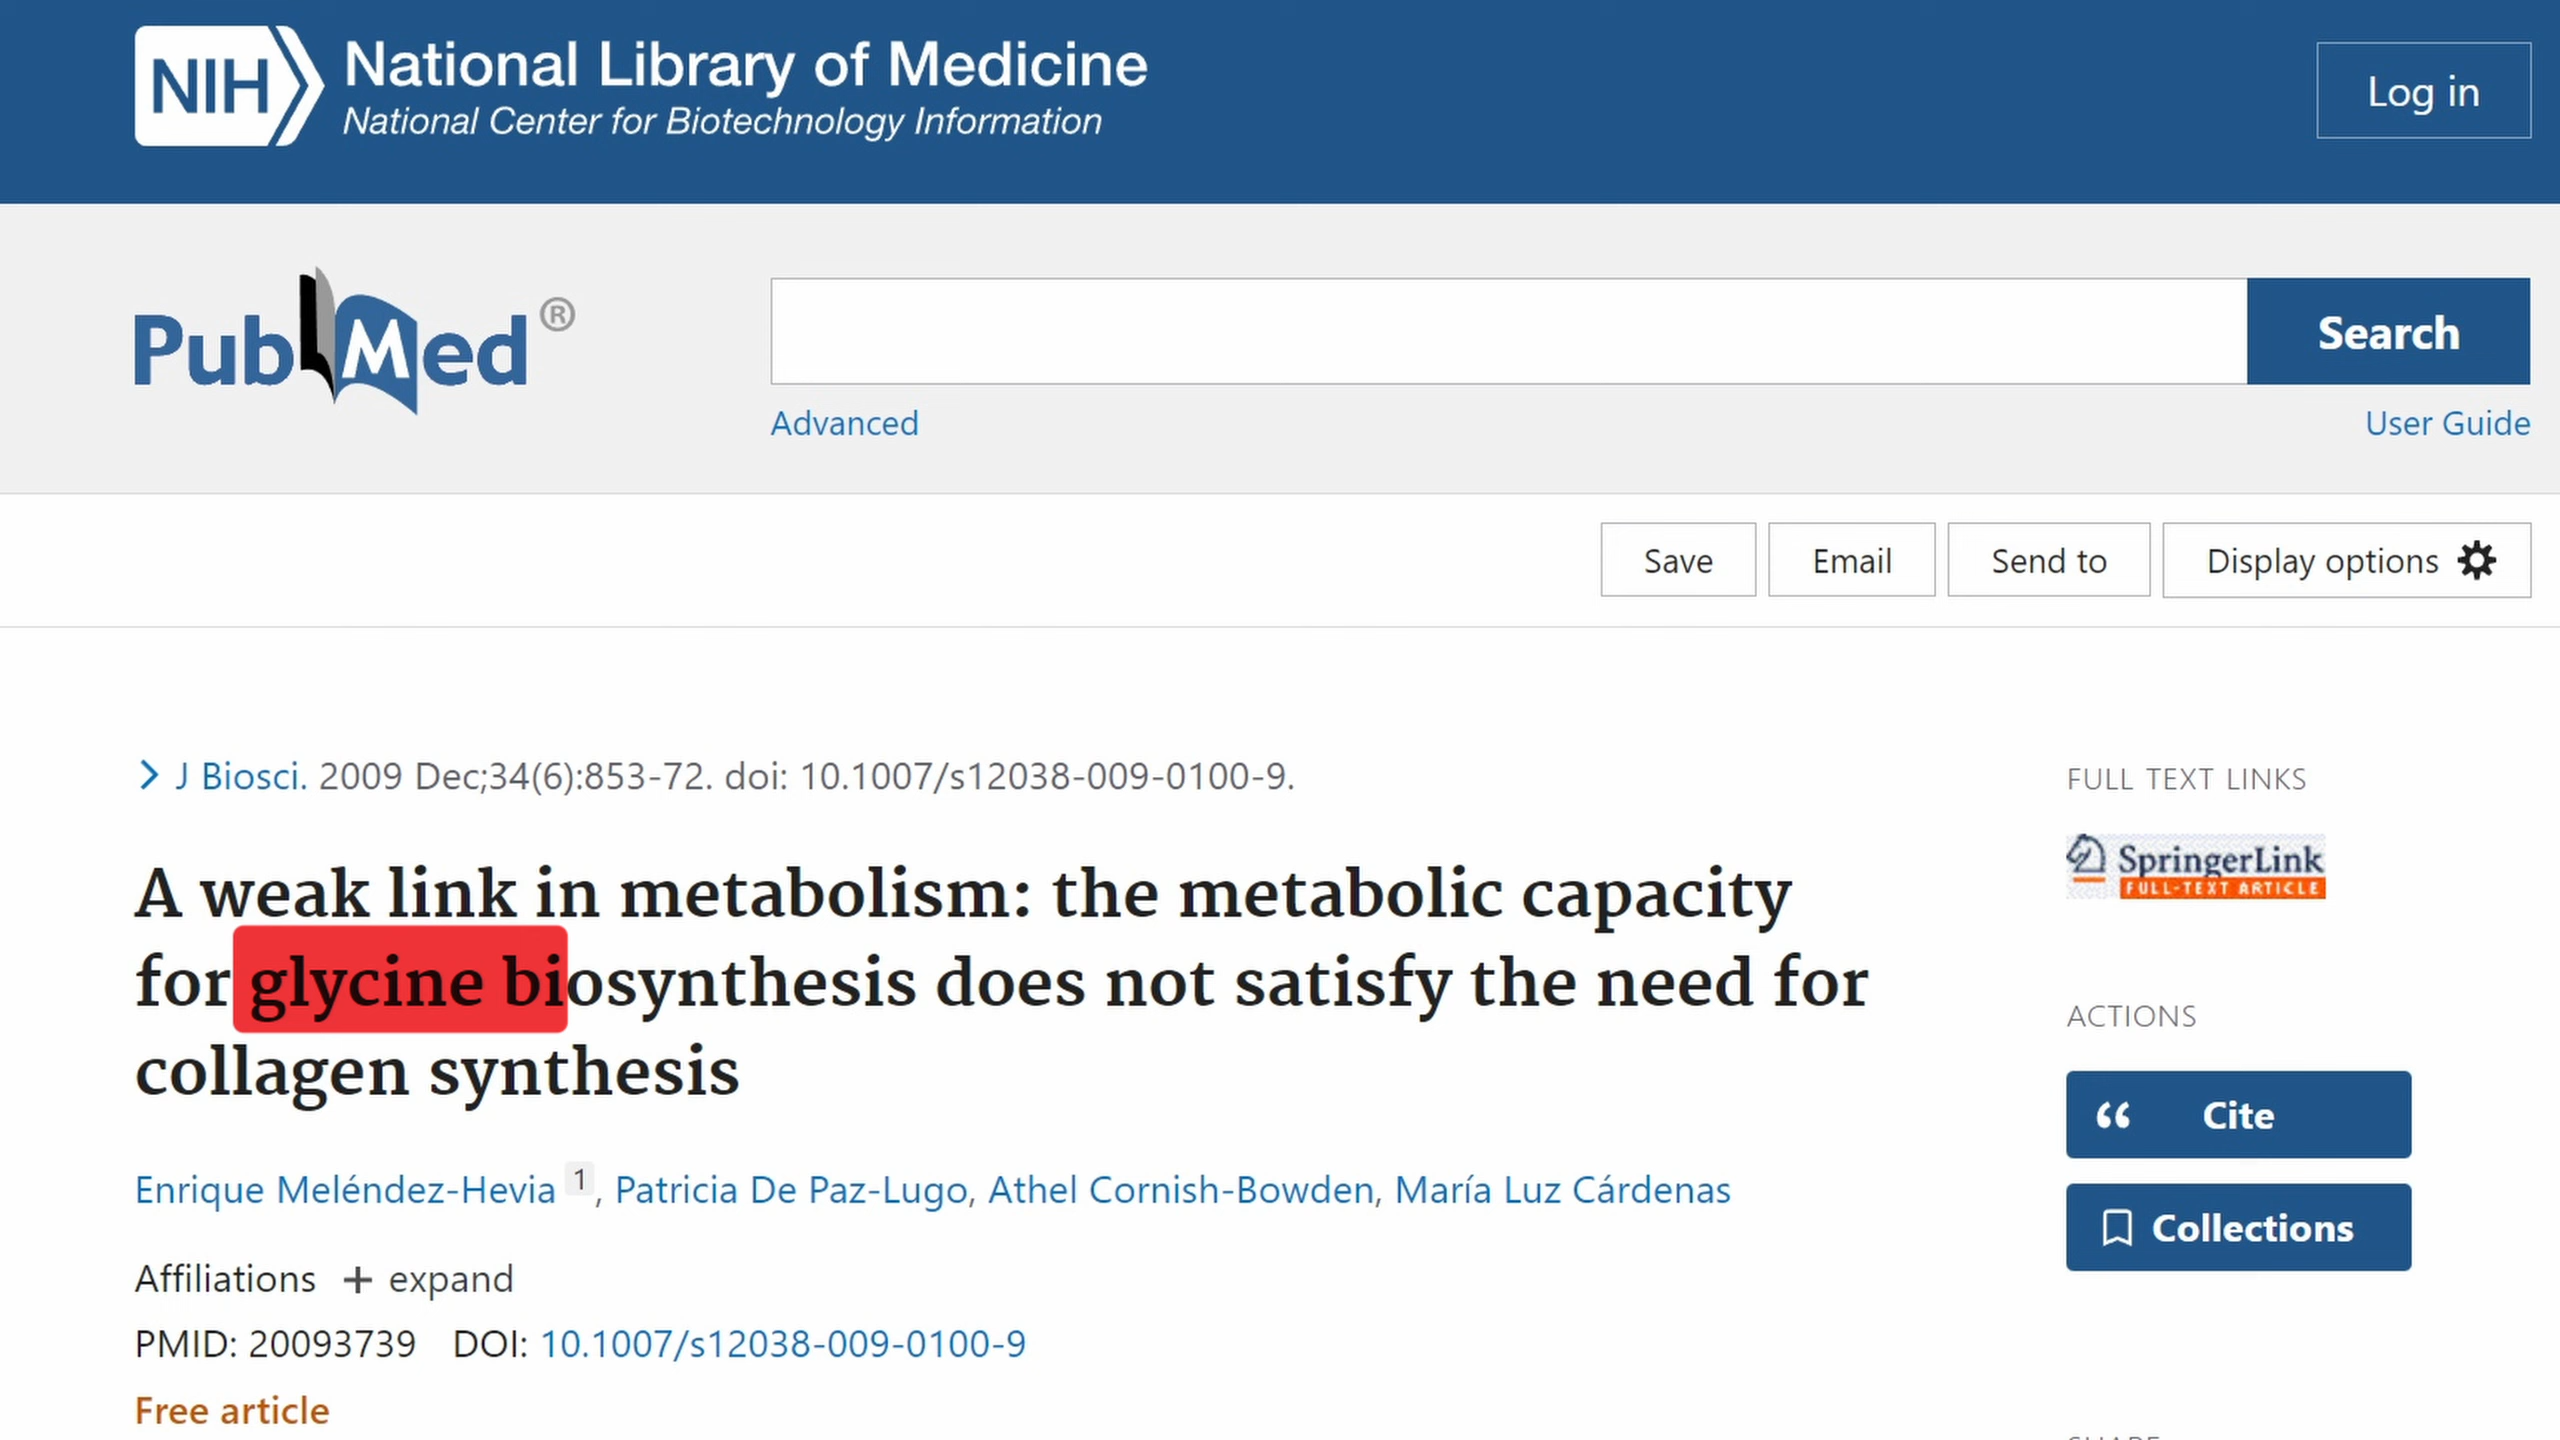 NIH National Library of Medicine
National Center for Biotechnology Information
Log in
PubMed®
Search
Advanced
User Guide
Save
Email
Send to
Display options
J Biosci. 2009 Dec;34(6):853-72. doi: 10.1007/s12038-009-0100-9.
A weak link in metabolism: the metabolic capacity
for glycine biosynthesis does not satisfy the need for
collagen synthesis
Enrique Meléndez-Hevia 1, Patricia De Paz-Lugo, Athel Cornish-Bowden, María Luz Cárdenas
Affiliations + expand
PMID: 20093739 DOI: 10.1007/s12038-009-0100-9
Free article
FULL TEXT LINKS
SpringerLink
FULL-TEXT ARTICLE
ACTIONS
Cite
Collections